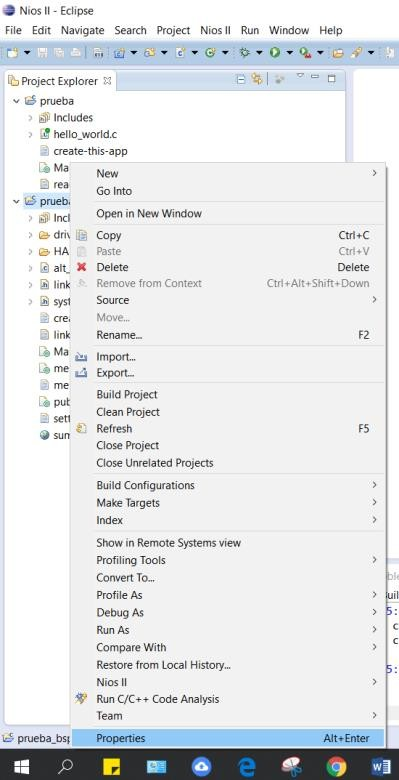 Nios II - Eclipse
File Edit Navigate Search Project Nios II Run Window Help
Project Explorer
prueba
Includes
hello_world.c
create-this-app
Ma
rea
prueba
Incl
driv
HA
alt_
link
syst
crea
link
Ma
me
me
pub
sett
sum
New
Go Into
Open in New Window
Copy Ctrl+C
Paste Ctrl+V
Delete Delete
Remove from Context Ctrl+Alt+Shift+Down
Source
Move...
Rename... F2
Import...
Export...
Build Project
Clean Project
Refresh F5
Close Project
Close Unrelated Projects
Build Configurations
Make Targets
Index
Show in Remote Systems view
Profiling Tools
Convert To...
Profile As
Debug As
Run As
Compare With
Restore from Local History...
Nios II
Run C/C++ Code Analysis
Team
Properties Alt+Enter
prueba_bsp